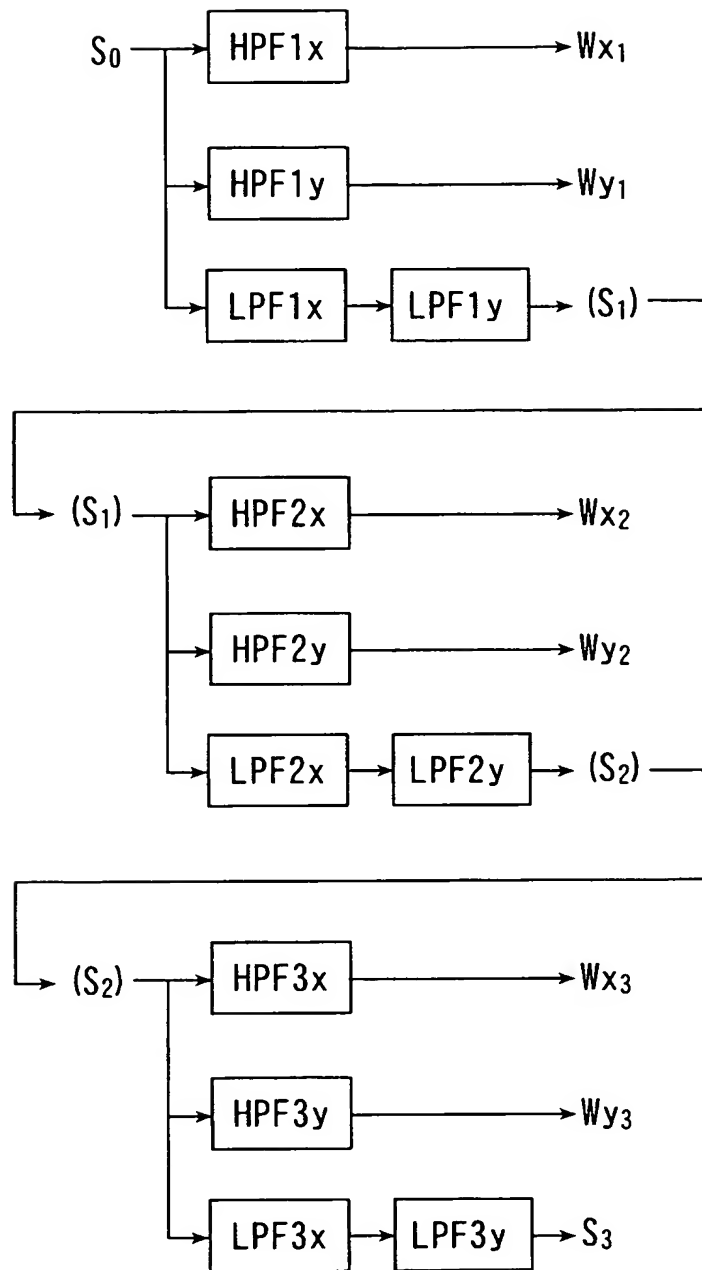 S₀ HPF1x Wx₁
HPF1y Wy₁
LPF1x LPF1y (S₁)
(S₁) HPF2x Wx₂
HPF2y Wy₂
LPF2x LPF2y (S₂)
(S₂) HPF3x Wx₃
HPF3y Wy₃
LPF3x LPF3y S₃